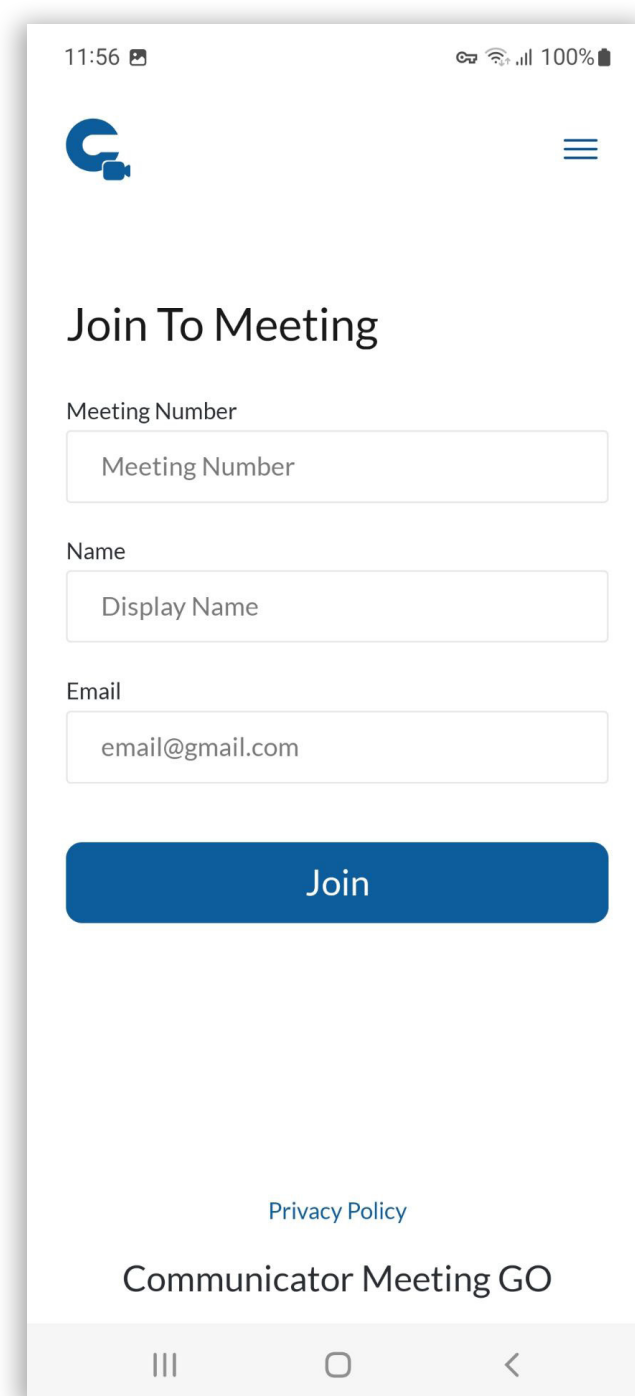 11:56
100%
Join To Meeting
Meeting Number
Meeting Number
Name
Display Name
Email
email@gmail.com
Join
Privacy Policy
Communicator Meeting GO